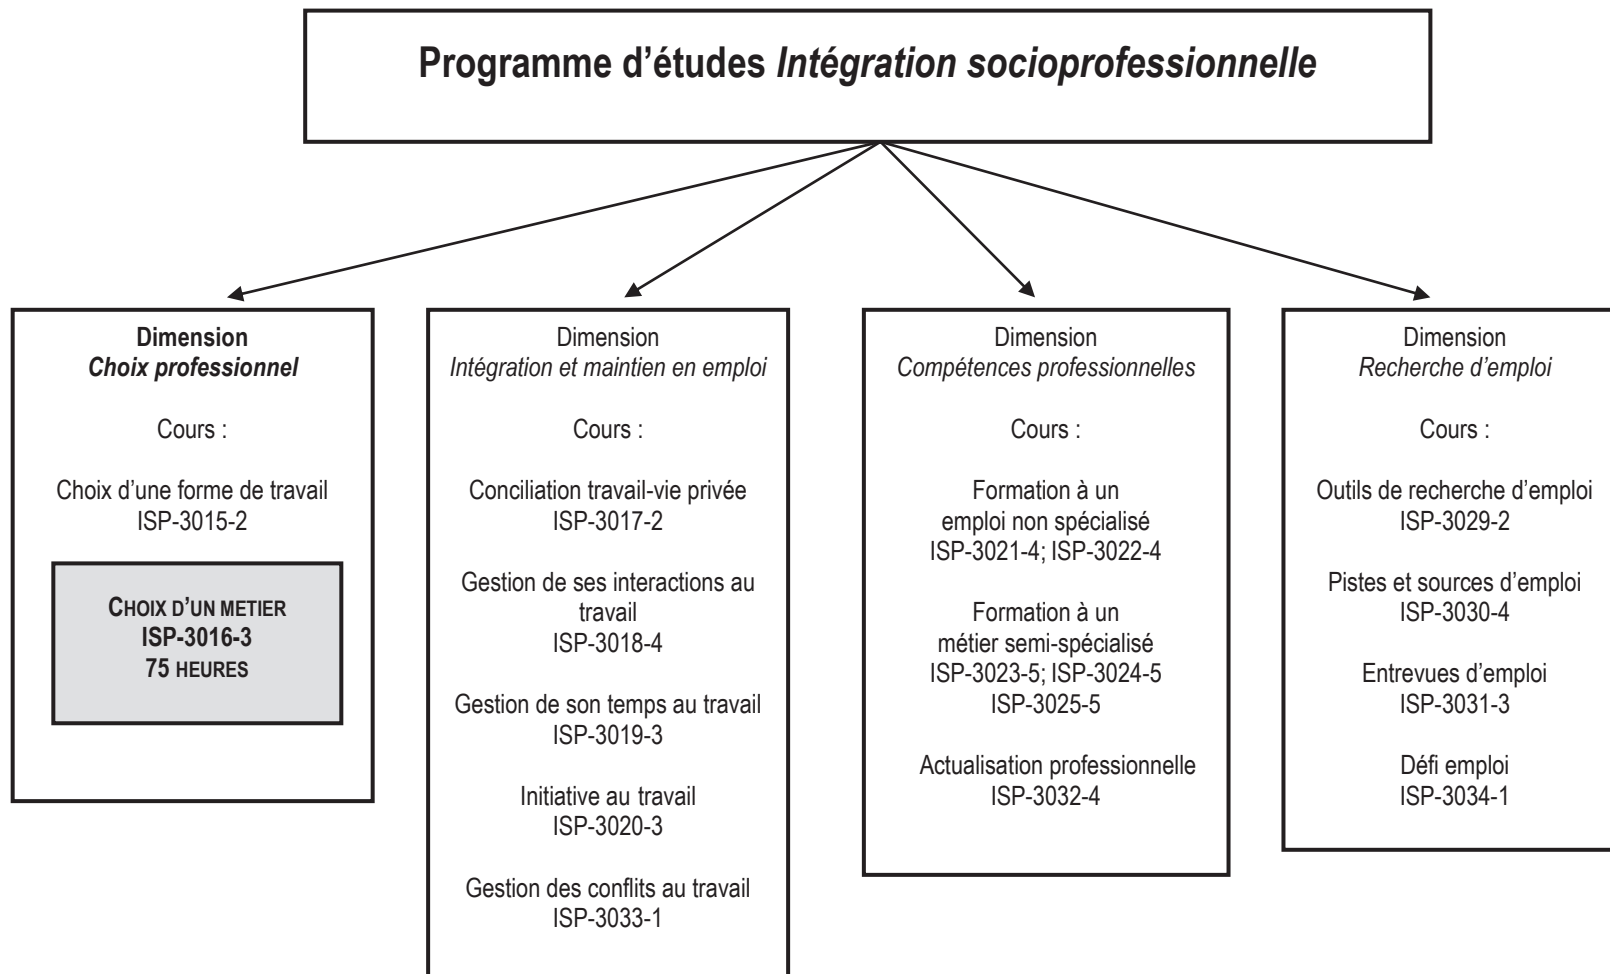 Programme d'études Intégration socioprofessionnelle
Dimension
Choix professionnel
Cours :
Choix d'une forme de travail
ISP-3015-2
CHOIX D'UN METIER
ISP-3016-3
75 HEURES
Dimension
Intégration et maintien en emploi
Cours :
Conciliation travail-vie privée
ISP-3017-2
Gestion de ses interactions au
travail
ISP-3018-4
Gestion de son temps au travail
ISP-3019-3
Initiative au travail
ISP-3020-3
Gestion des conflits au travail
ISP-3033-1
Dimension
Compétences professionnelles
Cours :
Formation à un
emploi non spécialisé
ISP-3021-4; ISP-3022-4
Formation à un
métier semi-spécialisé
ISP-3023-5; ISP-3024-5
ISP-3025-5
Actualisation professionnelle
ISP-3032-4
Dimension
Recherche d'emploi
Cours :
Outils de recherche d'emploi
ISP-3029-2
Pistes et sources d'emploi
ISP-3030-4
Entrevues d'emploi
ISP-3031-3
Défi emploi
ISP-3034-1